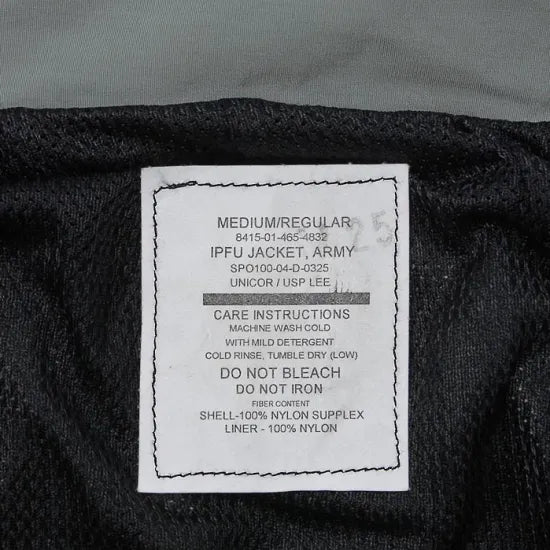 MEDIUM/REGULAR
8415-01-465-4832
IPFU JACKET, ARMY
SPO100-04-D-0325
UNICOR / USP LEE
CARE INSTRUCTIONS
MACHINE WASH COLD
WITH MILD DETERGENT
COLD RINSE, TUMBLE DRY (LOW)
DO NOT BLEACH
DO NOT IRON
FIBER CONTENT
SHELL-100% NYLON SUPPLEX
LINER - 100% NYLON